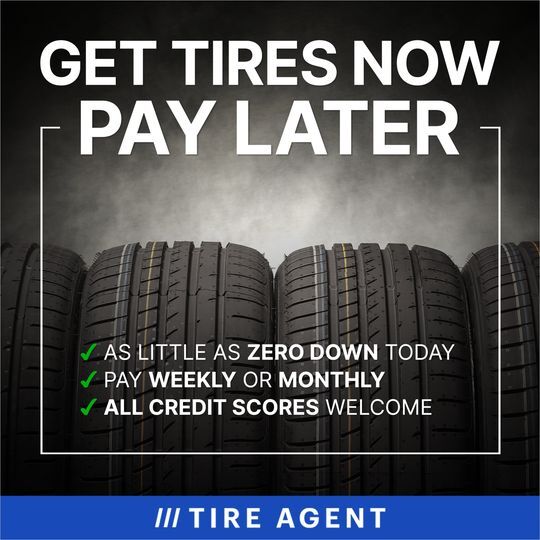 GET TIRES NOW
PAY LATER
✔ AS LITTLE AS ZERO DOWN TODAY
✔ PAY WEEKLY OR MONTHLY
✔ ALL CREDIT SCORES WELCOME
/// TIRE AGENT